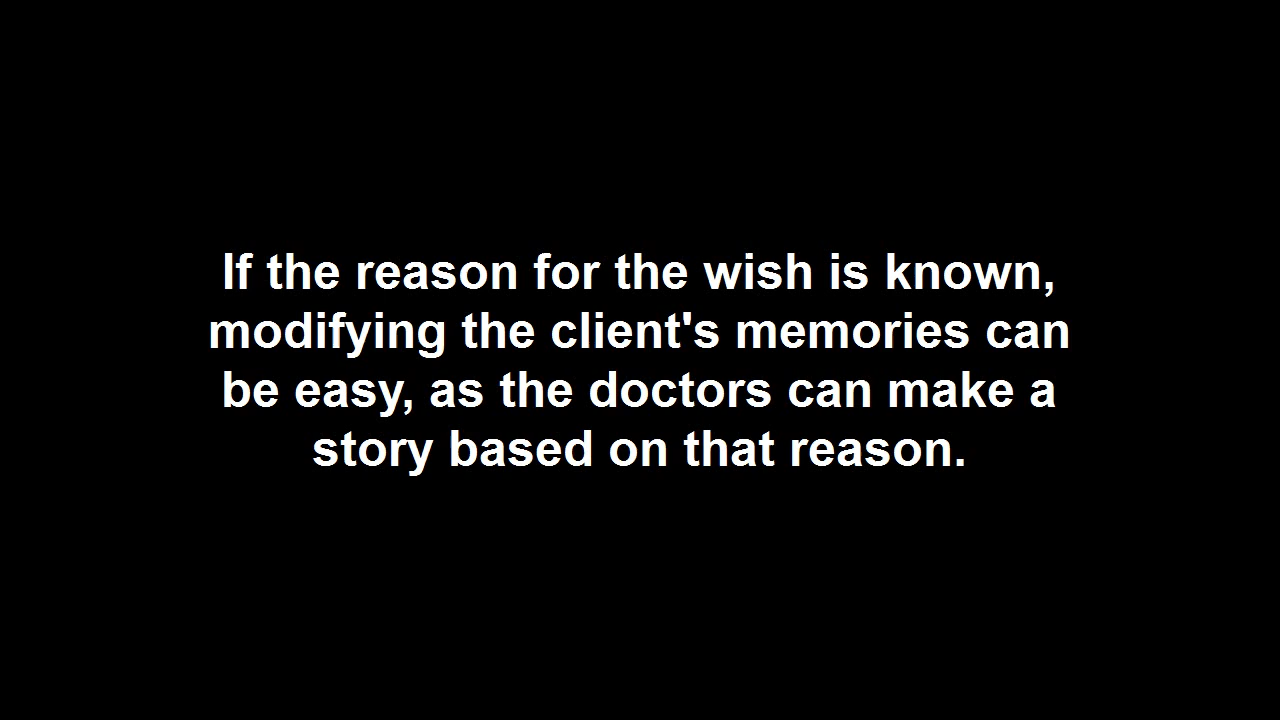 If the reason for the wish is known,
modifying the client's memories can
be easy, as the doctors can make a
story based on that reason.